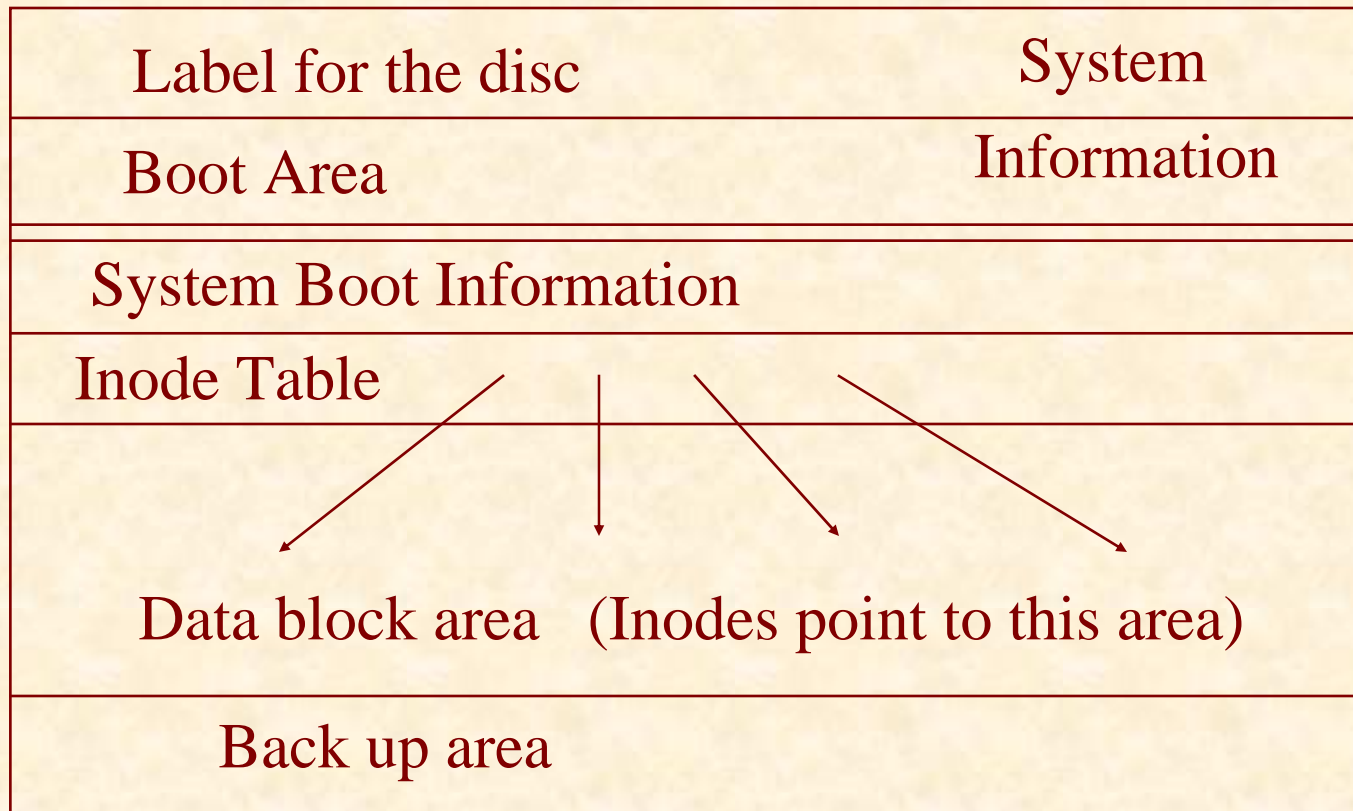 Label for the disc
System
Boot Area
Information
System Boot Information
Inode Table
Data block area (Inodes point to this area)
Back up area